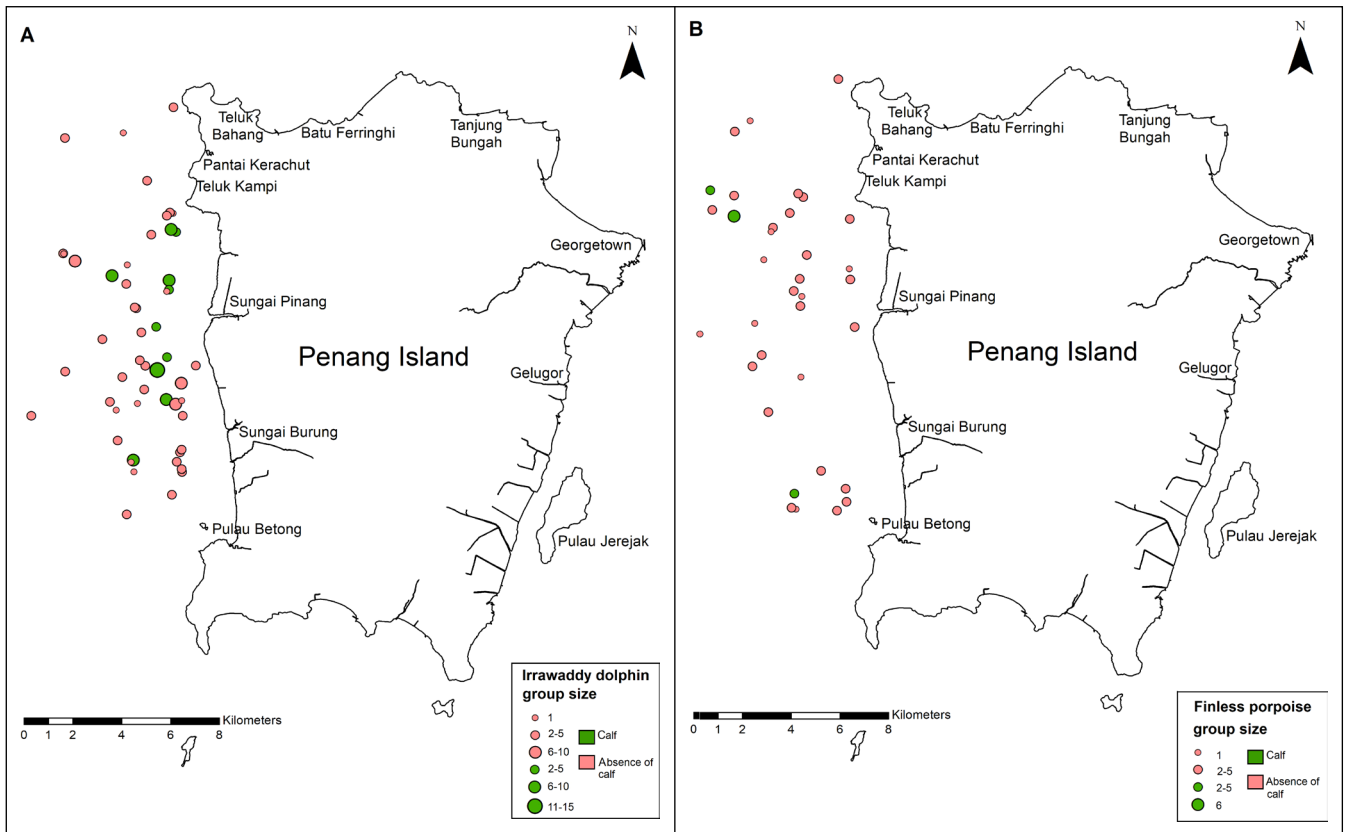 A
N
Teluk
Bahang
Batu Ferringhi
Tanjung
Bungah
Pantai Kerachut
Teluk Kampi
Georgetown
Sungai Pinang
Penang Island
Gelugor
Sungai Burung
Pulau Betong
Pulau Jerejak
Kilometers
0 1 2 4 6 8
Irrawaddy dolphin
group size
1
2-5
6-10
2-5
6-10
11-15
Calf
Absence of
calf
B
N
Teluk
Bahang
Batu Ferringhi
Tanjung
Bungah
Pantai Kerachut
Teluk Kampi
Georgetown
Sungai Pinang
Penang Island
Gelugor
Sungai Burung
Pulau Betong
Pulau Jerejak
Kilometers
0 1 2 4 6 8
Finless porpoise
group size
1
2-5
2-5
6
Calf
Absence of
calf